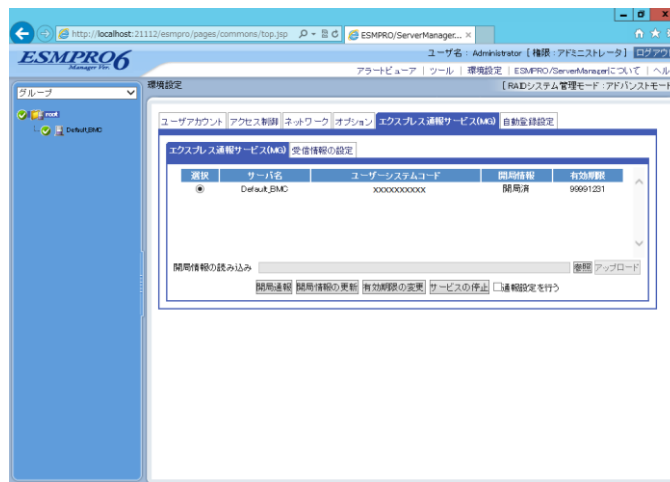 http://localhost:21112/esmpro/pages/commons/top.jsp
ESMPRO/ServerManager...
ESMPRO6
Manager Ver.
ユーザ名 : Administrator [ 権限 : アドミニストレータ ] ログアウ
アラートビューア | ツール | 環境設定 | ESMPRO/ServerManagerについて | ヘル
グループ
環境設定
[ RAIDシステム管理モード : アドバンストモード
root
Default_BMC
ユーザアカウント アクセス制御 ネットワーク オプション エクスプレス通報サービス(MG) 自動登録設定
エクスプレス通報サービス(MG) 受信情報の設定
選択 サーバ名 ユーザーシステムコード 開局情報 有効期限
Default_BMC xxxxxxxxxx 開局済 99991231
開局情報の読み込み 参照 アップロード
開局通報 開局情報の更新 有効期限の変更 サービスの停止 通報設定を行う